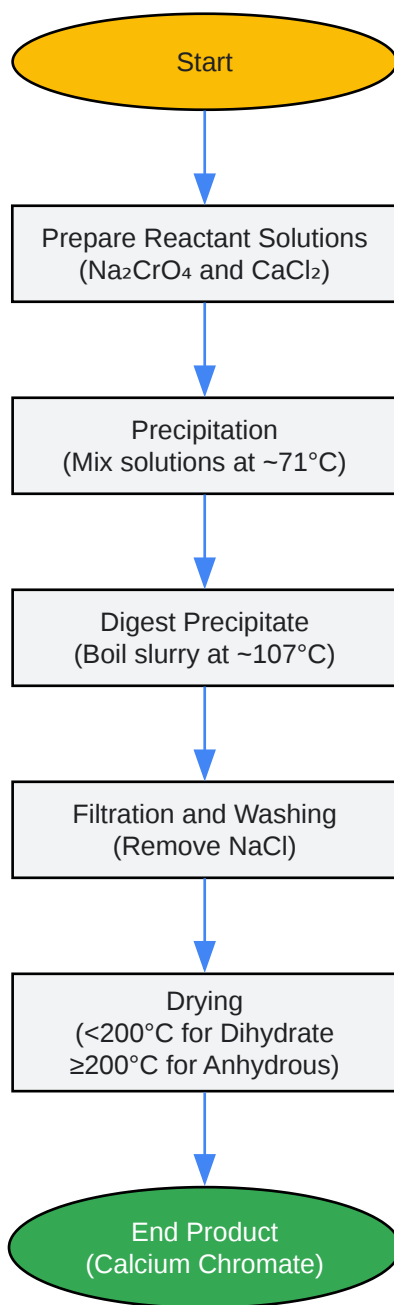 Start
Prepare Reactant Solutions
(Na₂CrO₄ and CaCl₂)
Precipitation
(Mix solutions at ~71°C)
Digest Precipitate
(Boil slurry at ~107°C)
Filtration and Washing
(Remove NaCl)
Drying
(<200°C for Dihydrate
≥200°C for Anhydrous)
End Product
(Calcium Chromate)